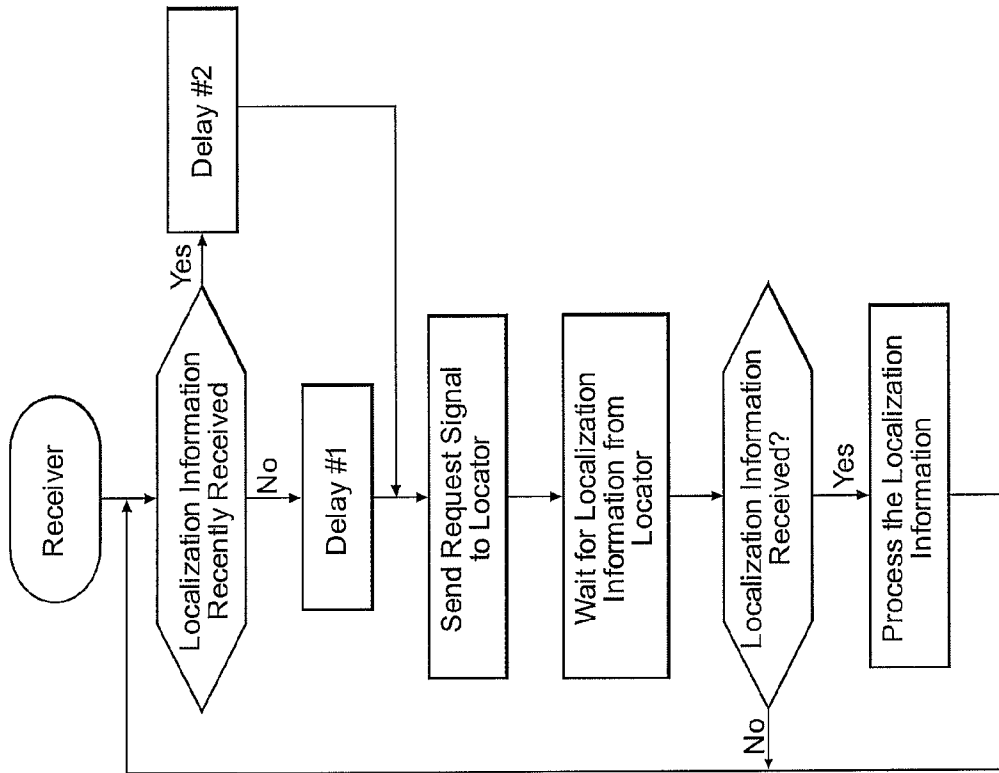 Receiver
Localization Information
Recently Received
Yes
Delay #2
No
Delay #1
Send Request Signal
to Locator
Wait for Localization
Information from
Locator
Localization Information
Received?
No
Yes
Process the Localization
Information